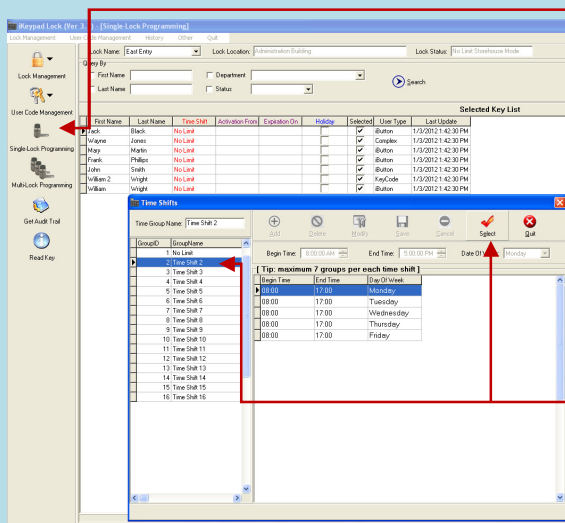 iKeypad Lock (Ver 3. ) - [Single-Lock Programming]
Lock Management User Code Management History Other Quit
Lock Name: East Entry Lock Location: Administration Building Lock Status: No Limit Storehouse Mode
Query By
First Name Department
Last Name Status Search
Lock Management
User Code Management
Single-Lock Programming
Multi-Lock Programming
Get Audit Trail
Read Key
Selected Key List
First Name Last Name Time Shift Activation From Expiration On Holiday Selected User Type Last Update
Jack Black No Limit iButton 1/3/2012 1:42:30 PM
Wayne Jones No Limit Complex 1/3/2012 1:42:30 PM
Mary Martin No Limit iButton 1/3/2012 1:42:30 PM
Frank Phillips No Limit iButton 1/3/2012 1:42:30 PM
John Smith No Limit iButton 1/3/2012 1:42:30 PM
William 2 Wright No Limit KeyCode 1/3/2012 1:42:30 PM
William Wright No Limit iButton 1/3/2012 1:42:30 PM
Time Shifts
Time Group Name: Time Shift 2
Add Delete Modify Save Cancel Select Quit
Begin Time: 8:00:00 AM End Time: 5:00:00 PM Date Of Monday
[ Tip: maximum 7 groups per each time shift ]
GroupID GroupName
1 No Limit
2 Time Shift 2
3 Time Shift 3
4 Time Shift 4
5 Time Shift 5
6 Time Shift 6
7 Time Shift 7
8 Time Shift 8
9 Time Shift 9
10 Time Shift 10
11 Time Shift 11
12 Time Shift 12
13 Time Shift 13
14 Time Shift 14
15 Time Shift 15
16 Time Shift 16
Begin Time End Time Day Of Week
08:00 17:00 Monday
08:00 17:00 Tuesday
08:00 17:00 Wednesday
08:00 17:00 Thursday
08:00 17:00 Friday